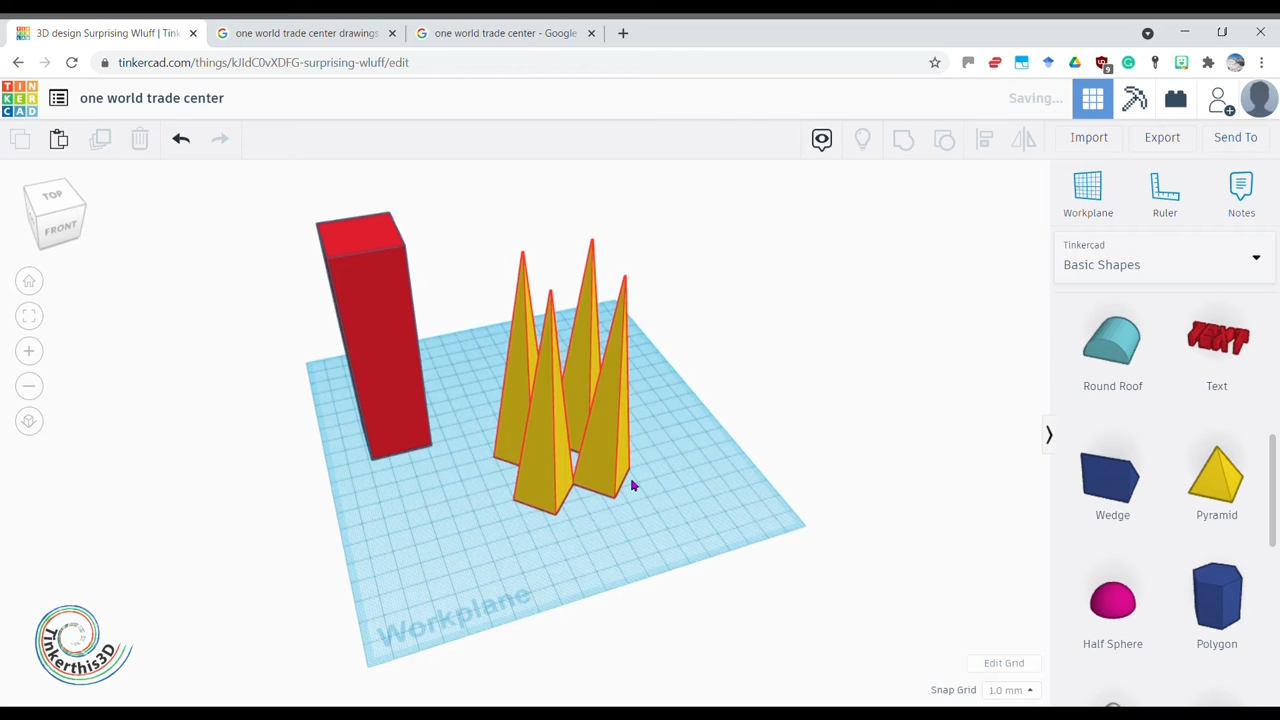 3D design Surprising Wluff | Tink
one world trade center drawings
one world trade center - Google
tinkercad.com/things/kJIdC0vXDFG-surprising-wluff/edit
9
TIN
KER
CAD
one world trade center
Saving...
Import
Export
Send To
TOP
FRONT
Workplane
Ruler
Notes
Tinkercad
Basic Shapes
TEXT
Round Roof
Text
Wedge
Pyramid
Half Sphere
Polygon
Workplane
Tinkerthis3D
Edit Grid
Snap Grid
1.0 mm